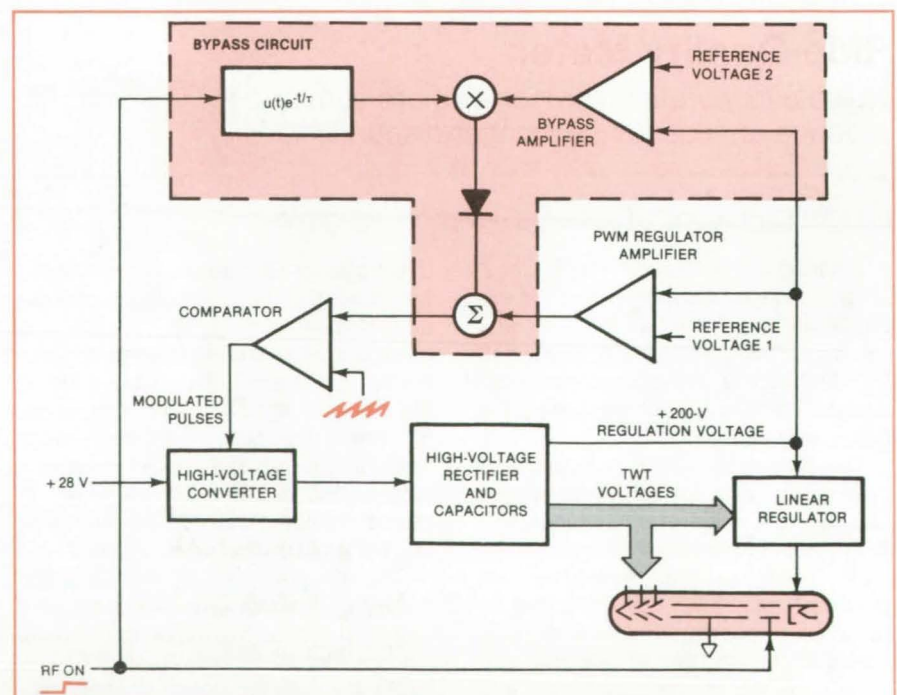 BYPASS CIRCUIT
u(t)e-t/τ
×
REFERENCE
VOLTAGE 2
BYPASS
AMPLIFIER
PWM REGULATOR
AMPLIFIER
COMPARATOR
Σ
REFERENCE
VOLTAGE 1
MODULATED
PULSES
+ 200-V
REGULATION VOLTAGE
+28 V
HIGH-VOLTAGE
CONVERTER
HIGH-VOLTAGE
RECTIFIER
AND
CAPACITORS
TWT
VOLTAGES
LINEAR
REGULATOR
RF ON